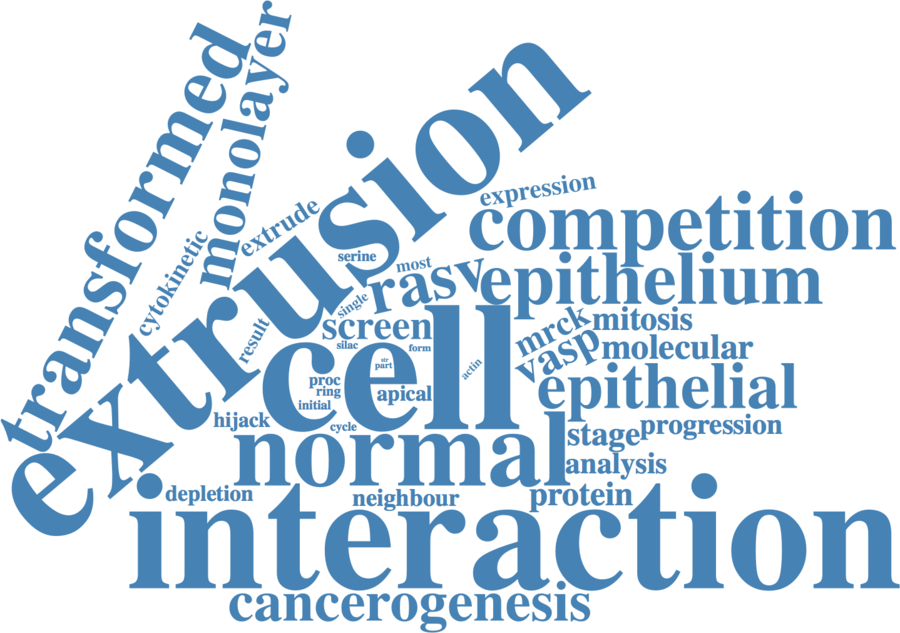 transformed
monolayer
extrusion
expression
competition
extrude
cytokinetic
serine
most
rasv
epithelium
single
screen
result
silac
form
cell
str
part
actin
mrck
mitosis
vasp
molecular
proc
ring
apical
epithelial
initial
hijack
cycle
normal
stage
progression
analysis
depletion
neighbour
protein
interaction
cancerogenesis